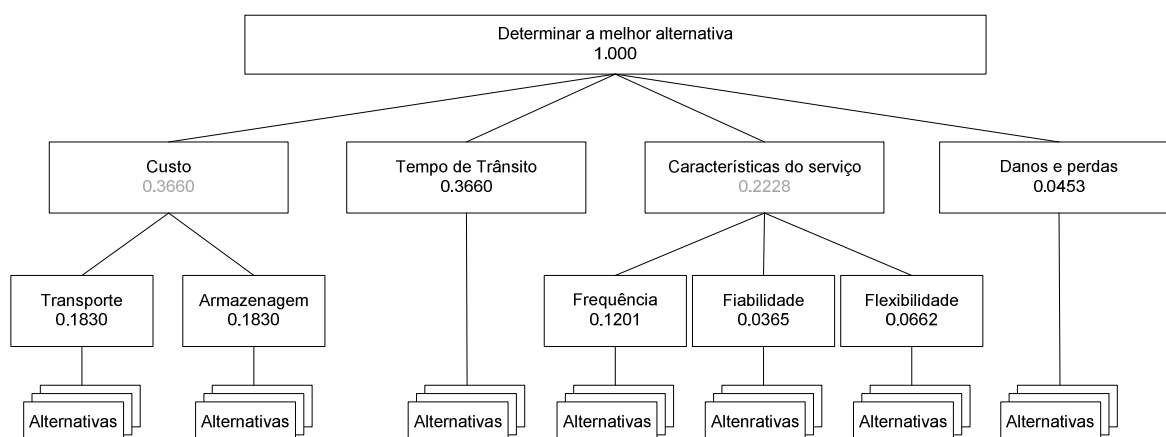 Determinar a melhor alternativa
1.000
Custo
0.3660
Tempo de Trânsito
0.3660
Características do serviço
0.2228
Danos e perdas
0.0453
Transporte
0.1830
Armazenagem
0.1830
Frequência
0.1201
Fiabilidade
0.0365
Flexibilidade
0.0662
Alternativas
Alternativas
Alternativas
Alternativas
Altenrativas
Alternativas
Alternativas